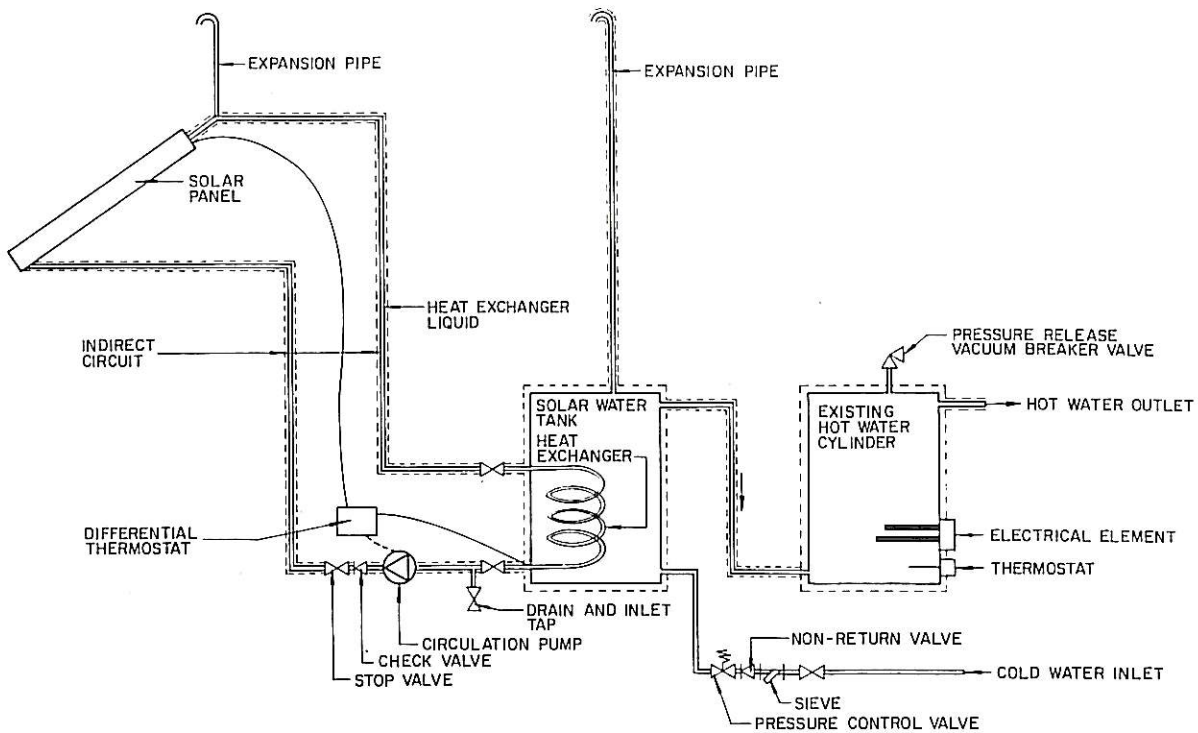 EXPANSION PIPE
EXPANSION PIPE
SOLAR
PANEL
HEAT EXCHANGER
LIQUID
INDIRECT
CIRCUIT
PRESSURE RELEASE
VACUUM BREAKER VALVE
SOLAR WATER
TANK
HEAT
EXCHANGER
EXISTING
HOT WATER
CYLINDER
HOT WATER OUTLET
DIFFERENTIAL
THERMOSTAT
ELECTRICAL ELEMENT
THERMOSTAT
DRAIN AND INLET
TAP
CIRCULATION PUMP
CHECK VALVE
STOP VALVE
NON-RETURN VALVE
COLD WATER INLET
SIEVE
PRESSURE CONTROL VALVE